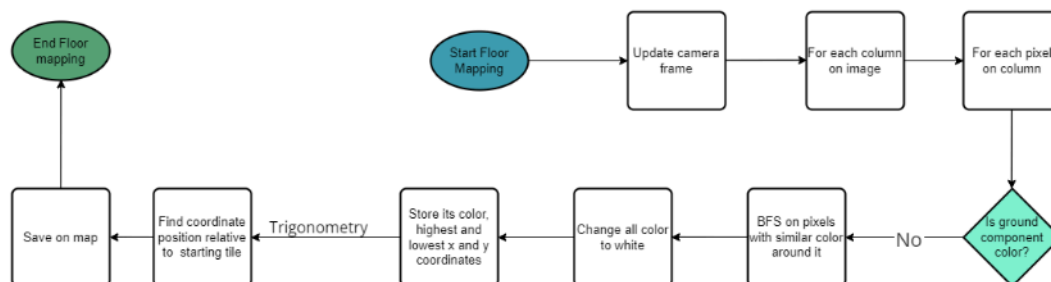 End Floor
mapping
Start Floor
Mapping
Update camera
frame
For each column
on image
For each pixel
on column
Save on map
Find coordinate
position relative
to starting tile
Trigonometry
Store its color,
highest and
lowest x and y
coordinates
Change all color
to white
BFS on pixels
with similar color
around it
No
Is ground
component
color?